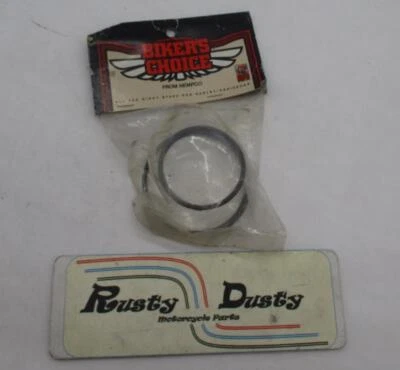 BIKER'S
CHOICE
FROM NEMPCO
Rusty Dusty
Motorcycle Parts